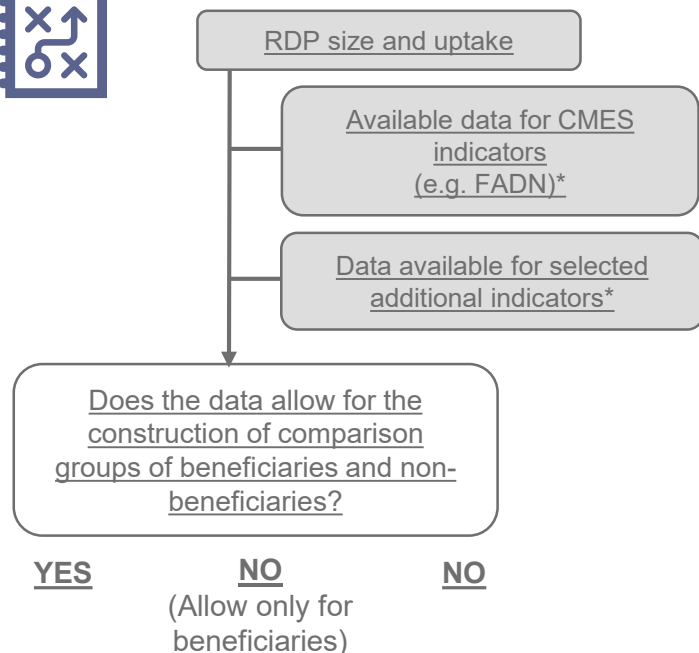 RDP size and uptake
Available data for CMES
indicators
(e.g. FADN)*
Data available for selected
additional indicators*
Does the data allow for the
construction of comparison
groups of beneficiaries and non-
beneficiaries?
YES
NO
(Allow only for
beneficiaries)
NO